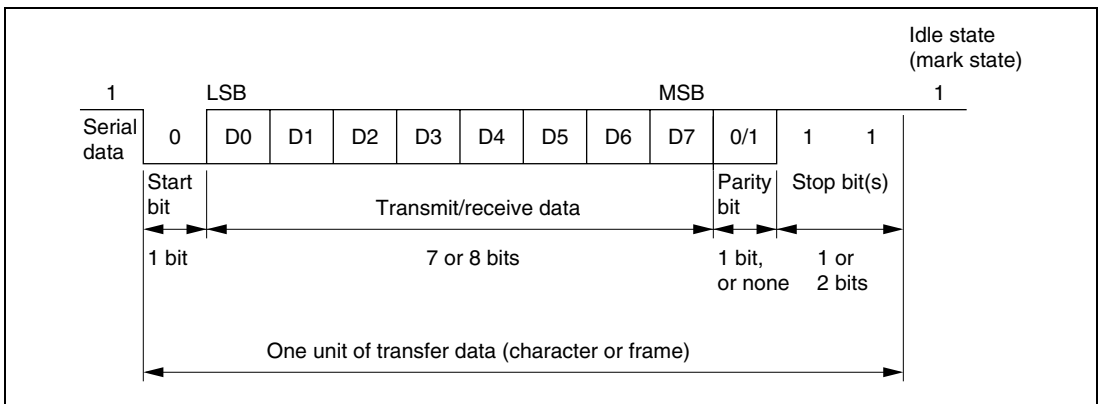 Idle state
(mark state)
1 LSB MSB 1
Serial
data
0 D0 D1 D2 D3 D4 D5 D6 D7 0/1 1 1
Start
bit
Transmit/receive data
Parity
bit
Stop bit(s)
1 bit
7 or 8 bits
1 bit,
or none
1 or
2 bits
One unit of transfer data (character or frame)